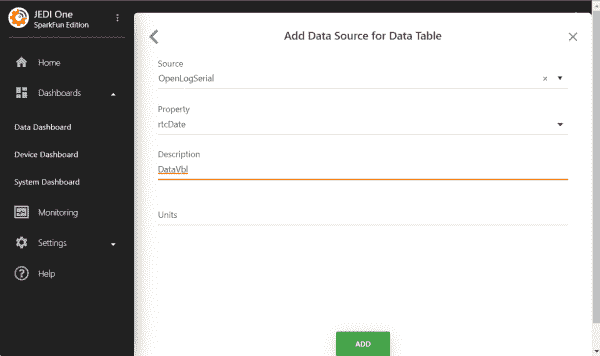 JEDI One
SparkFun Edition
Home
Dashboards
Data Dashboard
Device Dashboard
System Dashboard
Monitoring
Settings
Help
Add Data Source for Data Table
Source
OpenLogSerial
Property
rtcDate
Description
DataVbl
Units
ADD